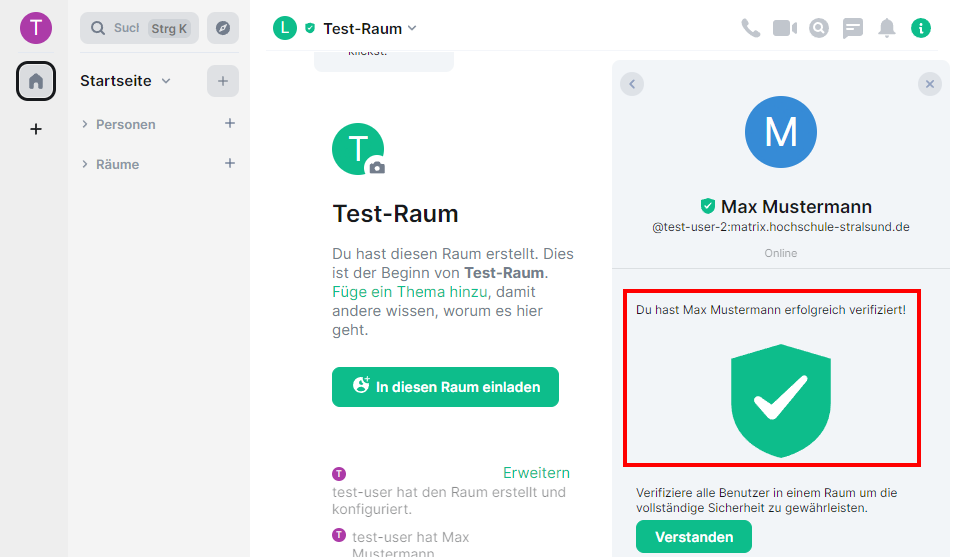 T
Sucl
Strg K
Startseite
Personen
Räume
L
Test-Raum
klickst.
T
Test-Raum
Du hast diesen Raum erstellt. Dies
ist der Beginn von Test-Raum.
Füge ein Thema hinzu, damit
andere wissen, worum es hier
geht.
In diesen Raum einladen
Erweitern
T
test-user hat den Raum erstellt und
konfiguriert.
T
test-user hat Max
Mustermann
M
Max Mustermann
@test-user-2:matrix.hochschule-stralsund.de
Online
Du hast Max Mustermann erfolgreich verifiziert!
Verifiziere alle Benutzer in einem Raum um die
vollständige Sicherheit zu gewährleisten.
Verstanden